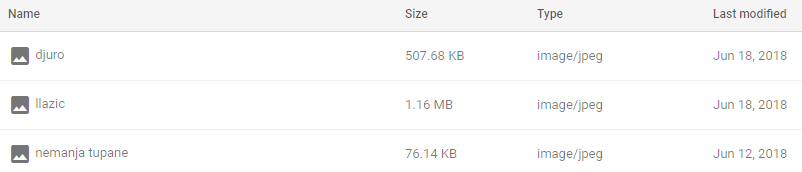 Name Size Type Last modified
djuro 507.68 KB image/jpeg Jun 18, 2018
llazic 1.16 MB image/jpeg Jun 18, 2018
nemanja tupane 76.14 KB image/jpeg Jun 12, 2018